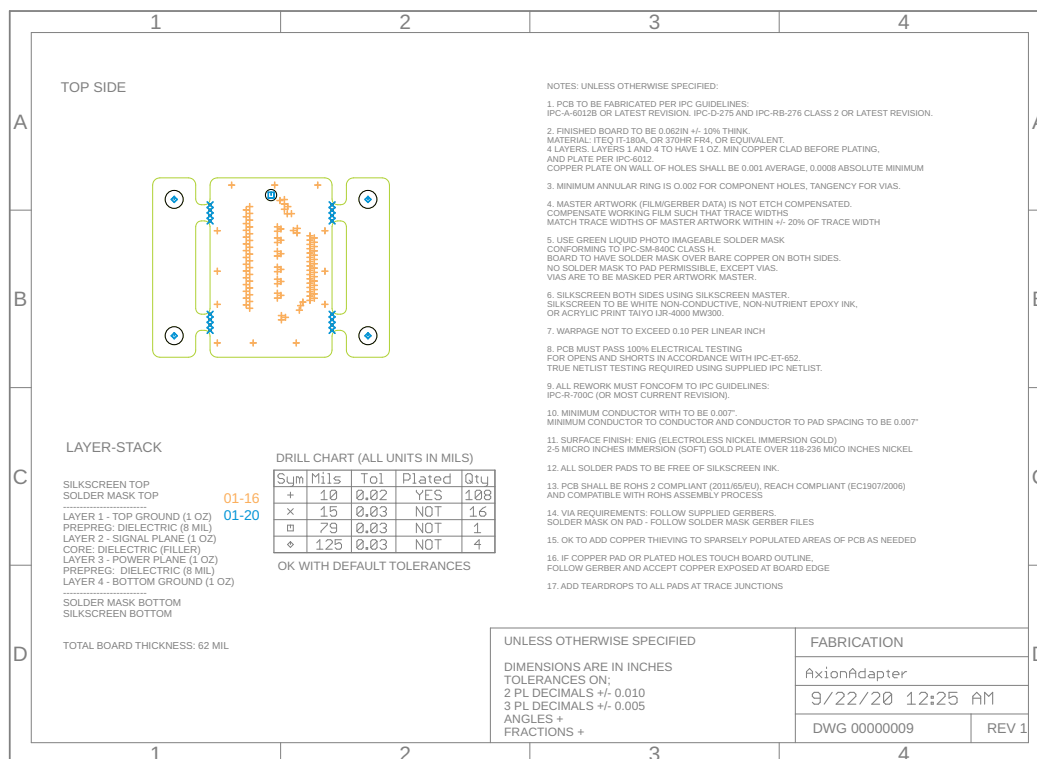 1 2 3 4
A
B
C
D
TOP SIDE
NOTES: UNLESS OTHERWISE SPECIFIED:
1. PCB TO BE FABRICATED PER IPC GUIDELINES:
IPC-A-6012B OR LATEST REVISION. IPC-D-275 AND IPC-RB-276 CLASS 2 OR LATEST REVISION.
2. FINISHED BOARD TO BE 0.062IN +/- 10% THINK.
MATERIAL: ITEQ IT-180A, OR 370HR FR4, OR EQUIVALENT.
4 LAYERS. LAYERS 1 AND 4 TO HAVE 1 OZ. MIN COPPER CLAD BEFORE PLATING,
AND PLATE PER IPC-6012.
COPPER PLATE ON WALL OF HOLES SHALL BE 0.001 AVERAGE, 0.0008 ABSOLUTE MINIMUM
3. MINIMUM ANNULAR RING IS O.002 FOR COMPONENT HOLES, TANGENCY FOR VIAS.
4. MASTER ARTWORK (FILM/GERBER DATA) IS NOT ETCH COMPENSATED.
COMPENSATE WORKING FILM SUCH THAT TRACE WIDTHS
MATCH TRACE WIDTHS OF MASTER ARTWORK WITHIN +/- 20% OF TRACE WIDTH
5. USE GREEN LIQUID PHOTO IMAGEABLE SOLDER MASK
CONFORMING TO IPC-SM-840C CLASS H.
BOARD TO HAVE SOLDER MASK OVER BARE COPPER ON BOTH SIDES.
NO SOLDER MASK TO PAD PERMISSIBLE, EXCEPT VIAS.
VIAS ARE TO BE MASKED PER ARTWORK MASTER.
6. SILKSCREEN BOTH SIDES USING SILKSCREEN MASTER.
SILKSCREEN TO BE WHITE NON-CONDUCTIVE, NON-NUTRIENT EPOXY INK,
OR ACRYLIC PRINT TAIYO IJR-4000 MW300.
7. WARPAGE NOT TO EXCEED 0.10 PER LINEAR INCH
8. PCB MUST PASS 100% ELECTRICAL TESTING
FOR OPENS AND SHORTS IN ACCORDANCE WITH IPC-ET-652.
TRUE NETLIST TESTING REQUIRED USING SUPPLIED IPC NETLIST.
9. ALL REWORK MUST FONCOFM TO IPC GUIDELINES:
IPC-R-700C (OR MOST CURRENT REVISION).
10. MINIMUM CONDUCTOR WITH TO BE 0.007".
MINIMUM CONDUCTOR TO CONDUCTOR AND CONDUCTOR TO PAD SPACING TO BE 0.007"
11. SURFACE FINISH: ENIG (ELECTROLESS NICKEL IMMERSION GOLD)
2-5 MICRO INCHES IMMERSION (SOFT) GOLD PLATE OVER 118-236 MICO INCHES NICKEL
12. ALL SOLDER PADS TO BE FREE OF SILKSCREEN INK.
13. PCB SHALL BE ROHS 2 COMPLIANT (2011/65/EU), REACH COMPLIANT (EC1907/2006)
AND COMPATIBLE WITH ROHS ASSEMBLY PROCESS
14. VIA REQUIREMENTS: FOLLOW SUPPLIED GERBERS.
SOLDER MASK ON PAD - FOLLOW SOLDER MASK GERBER FILES
15. OK TO ADD COPPER THIEVING TO SPARSELY POPULATED AREAS OF PCB AS NEEDED
16. IF COPPER PAD OR PLATED HOLES TOUCH BOARD OUTLINE,
FOLLOW GERBER AND ACCEPT COPPER EXPOSED AT BOARD EDGE
17. ADD TEARDROPS TO ALL PADS AT TRACE JUNCTIONS
LAYER-STACK
SILKSCREEN TOP
SOLDER MASK TOP
-------------------------
LAYER 1 - TOP GROUND (1 OZ)
PREPREG: DIELECTRIC (8 MIL)
LAYER 2 - SIGNAL PLANE (1 OZ)
CORE: DIELECTRIC (FILLER)
LAYER 3 - POWER PLANE (1 OZ)
PREPREG: DIELECTRIC (8 MIL)
LAYER 4 - BOTTOM GROUND (1 OZ)
-------------------------
SOLDER MASK BOTTOM
SILKSCREEN BOTTOM
TOTAL BOARD THICKNESS: 62 MIL
01-16
01-20
DRILL CHART (ALL UNITS IN MILS)
Sym Mils Tol Plated Qty
+ 10 0.02 YES 108
× 15 0.03 NOT 16
79 0.03 NOT 1
125 0.03 NOT 4
OK WITH DEFAULT TOLERANCES
UNLESS OTHERWISE SPECIFIED
DIMENSIONS ARE IN INCHES
TOLERANCES ON;
2 PL DECIMALS +/- 0.010
3 PL DECIMALS +/- 0.005
ANGLES +
FRACTIONS +
FABRICATION
AxionAdapter
9/22/20 12:25 AM
DWG 00000009 REV 1
1 2 3 4